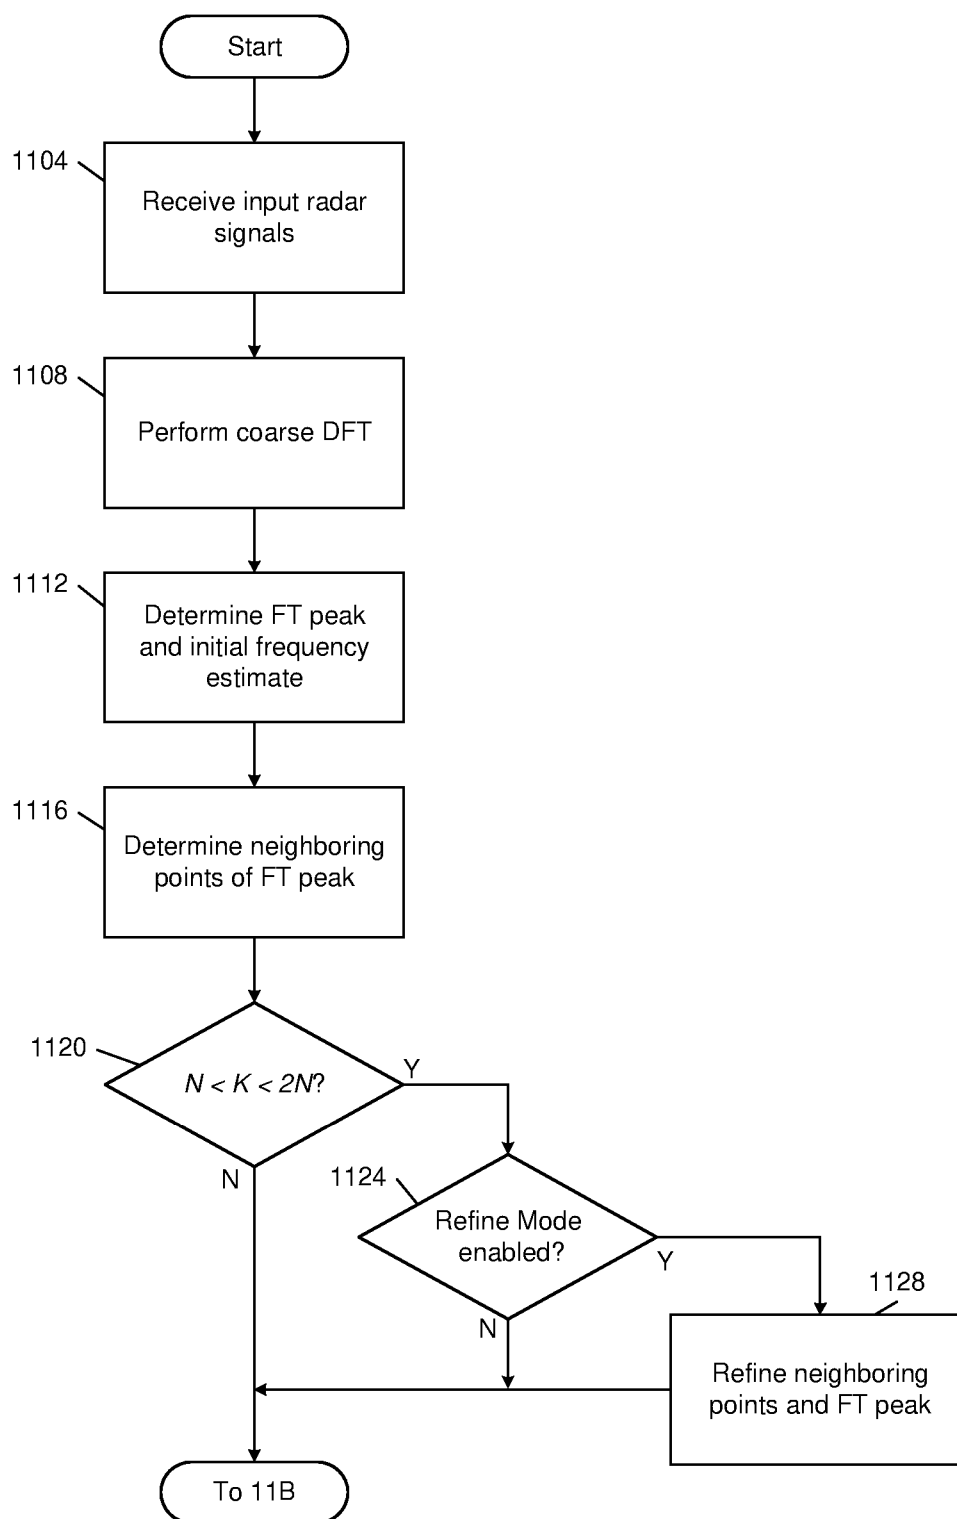 Start
1104
Receive input radar
signals
1108
Perform coarse DFT
1112
Determine FT peak
and initial frequency
estimate
1116
Determine neighboring
points of FT peak
1120
N < K < 2N?
Y
N
1124
Refine Mode
enabled?
Y
N
1128
Refine neighboring
points and FT peak
To 11B